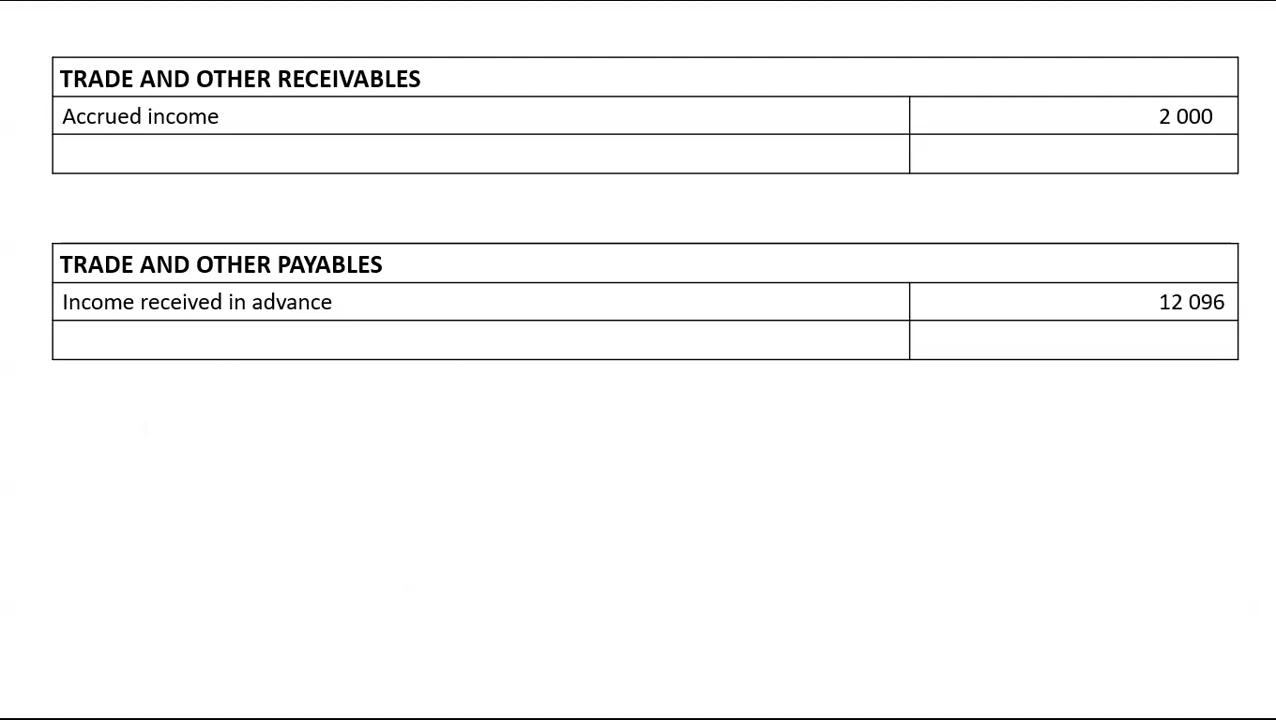 TRADE AND OTHER RECEIVABLES
Accrued income 2 000
TRADE AND OTHER PAYABLES
Income received in advance 12 096